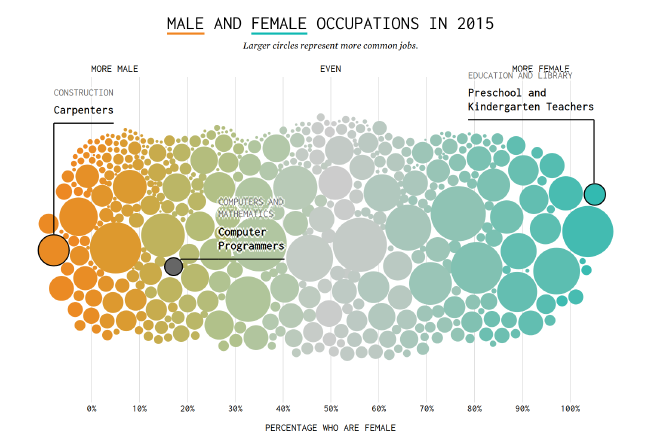 MALE AND FEMALE OCCUPATIONS IN 2015
Larger circles represent more common jobs.
MORE MALE
EVEN
MORE FEMALE
EDUCATION AND LIBRARY
Preschool and
Kindergarten Teachers
CONSTRUCTION
Carpenters
COMPUTERS AND
MATHEMATICS
Computer
Programmers
0% 10% 20% 30% 40% 50% 60% 70% 80% 90% 100%
PERCENTAGE WHO ARE FEMALE